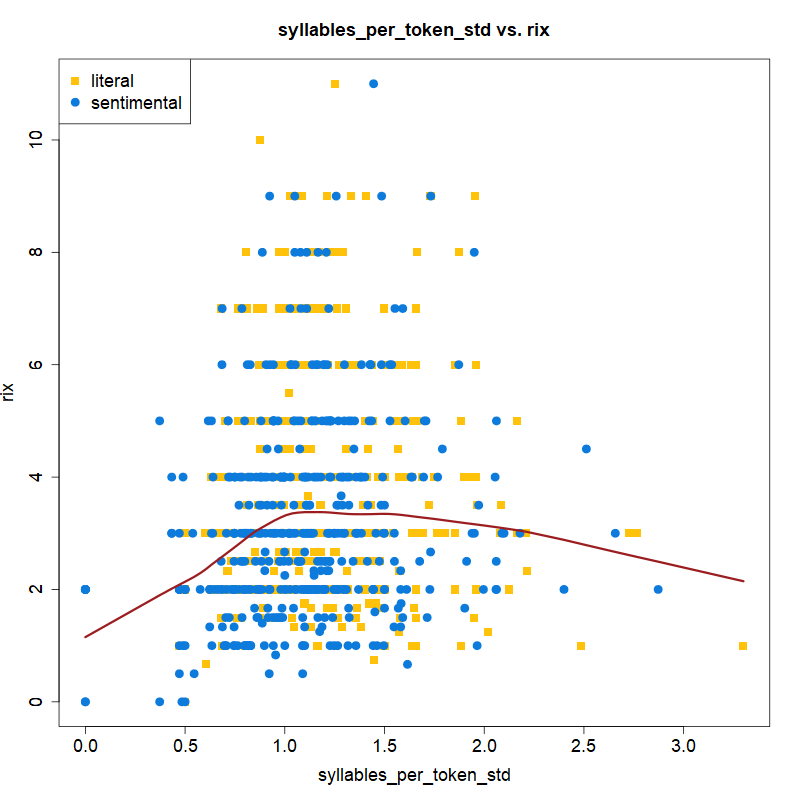 syllables_per_token_std vs. rix
literal
sentimental
10
8
6
4
2
0
rix
0.0 0.5 1.0 1.5 2.0 2.5 3.0
syllables_per_token_std